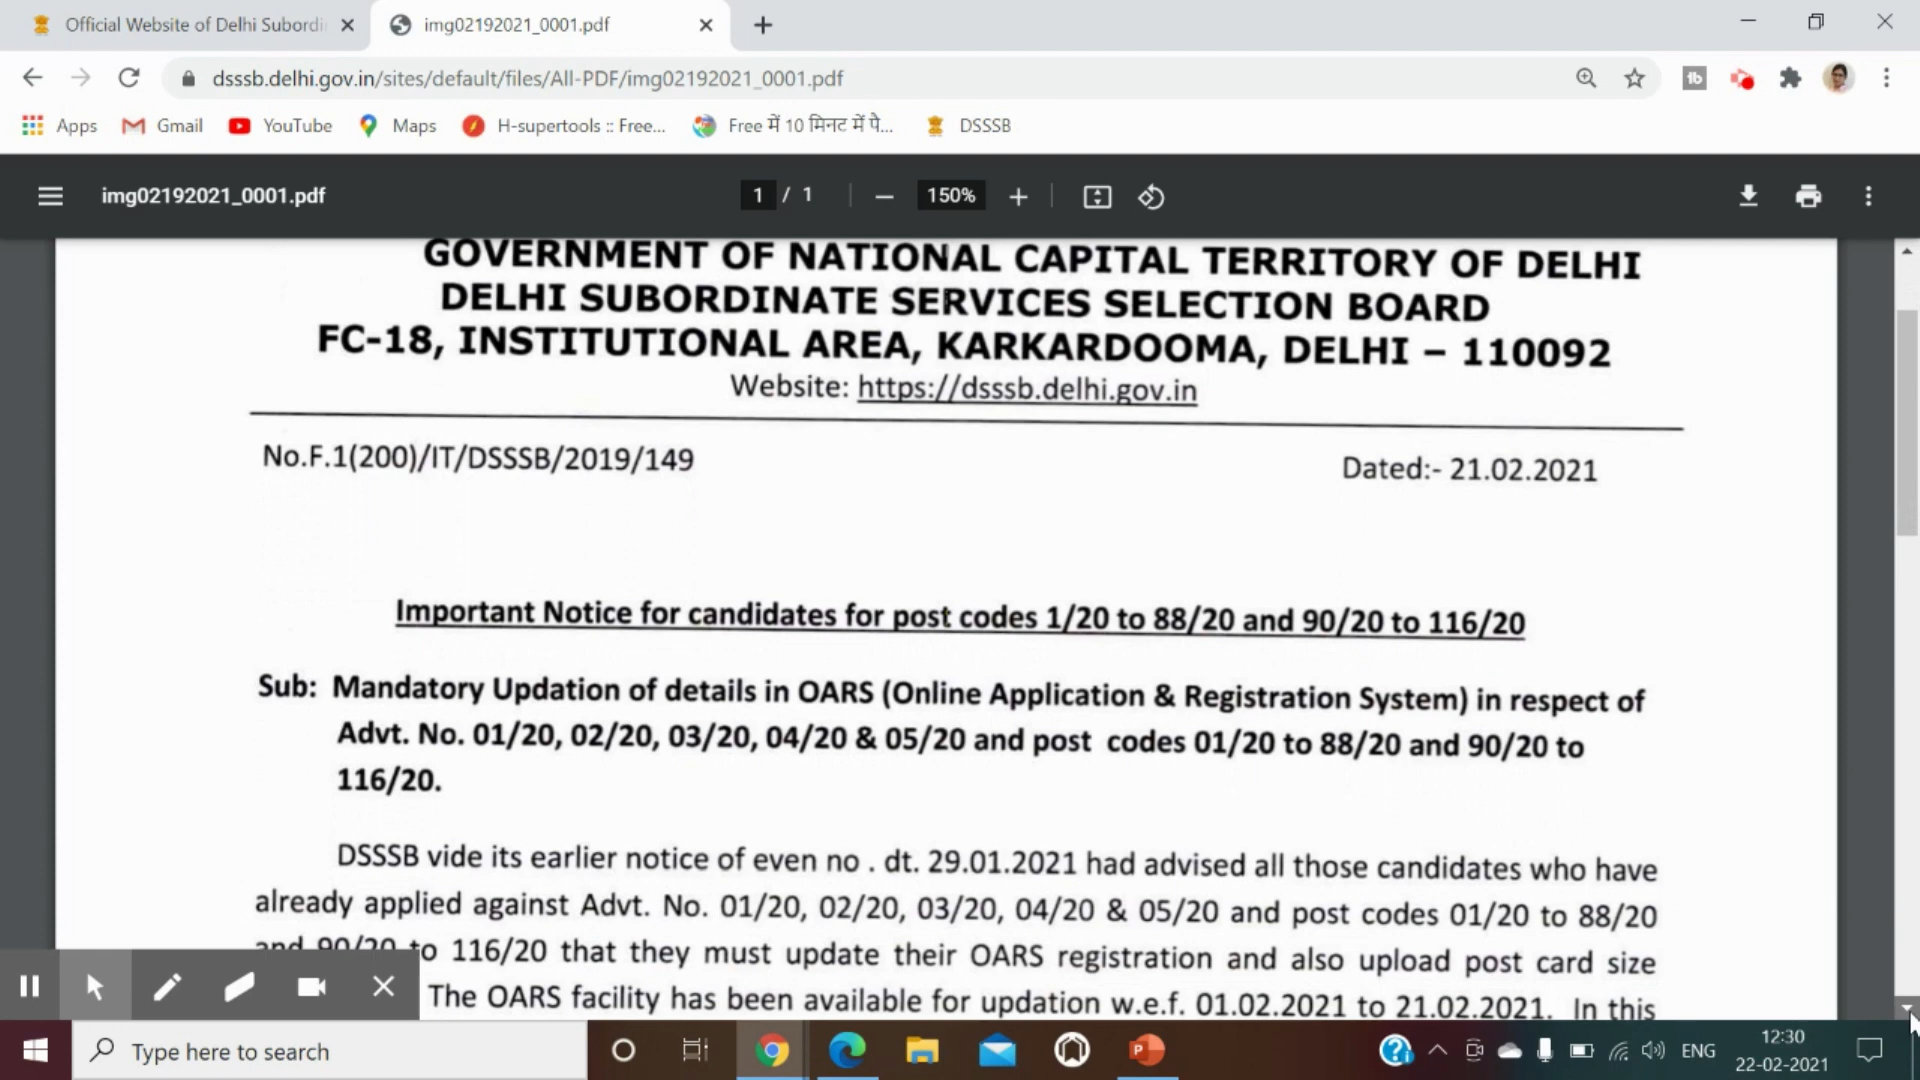 Official Website of Delhi Subordi
img02192021_0001.pdf
dsssb.delhi.gov.in/sites/default/files/All-PDF/img02192021_0001.pdf
Apps Gmail YouTube Maps H-supertools :: Free... Free में 10 मिनट में पै... DSSSB
img02192021_0001.pdf 1 / 1 150%
GOVERNMENT OF NATIONAL CAPITAL TERRITORY OF DELHI
DELHI SUBORDINATE SERVICES SELECTION BOARD
FC-18, INSTITUTIONAL AREA, KARKARDOOMA, DELHI – 110092
Website: https://dsssb.delhi.gov.in
No.F.1(200)/IT/DSSSB/2019/149 Dated:- 21.02.2021
Important Notice for candidates for post codes 1/20 to 88/20 and 90/20 to 116/20
Sub: Mandatory Updation of details in OARS (Online Application & Registration System) in respect of
Advt. No. 01/20, 02/20, 03/20, 04/20 & 05/20 and post codes 01/20 to 88/20 and 90/20 to
116/20.
DSSSB vide its earlier notice of even no . dt. 29.01.2021 had advised all those candidates who have
already applied against Advt. No. 01/20, 02/20, 03/20, 04/20 & 05/20 and post codes 01/20 to 88/20
and 90/20 to 116/20 that they must update their OARS registration and also upload post card size
The OARS facility has been available for updation w.e.f. 01.02.2021 to 21.02.2021. In this
Type here to search
ENG
12:30
22-02-2021